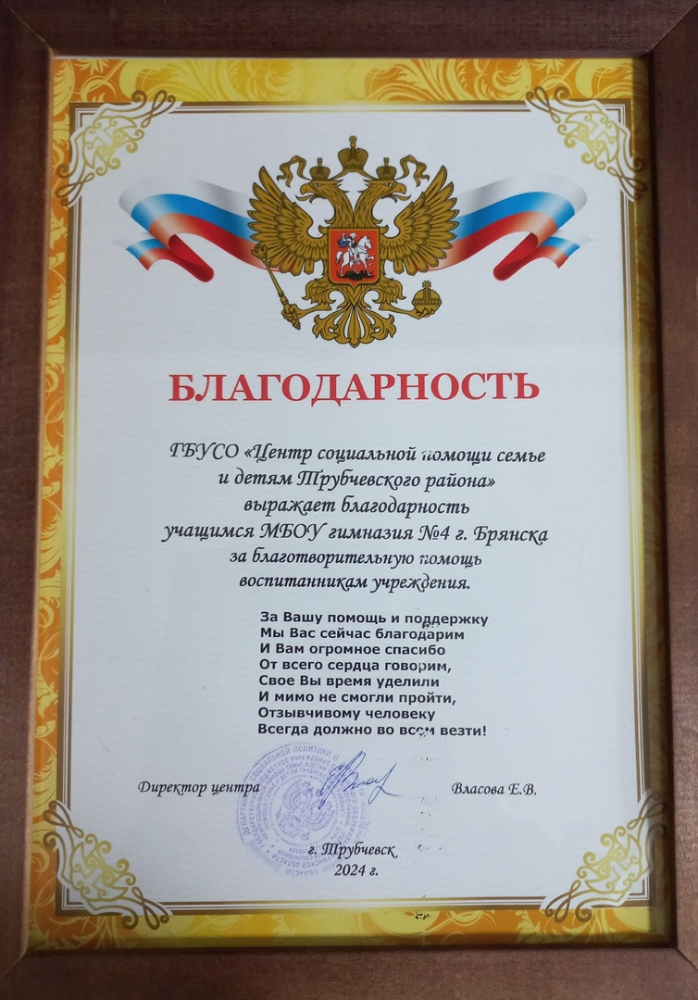 БЛАГОДАРНОСТЬ
ГБУСО «Центр социальной помощи семье
и детям Трубчевского района»
выражает благодарность
учащимся МБОУ гимназия №4 г. Брянска
за благотворительную помощь
воспитанникам учреждения.
За Вашу помощь и поддержку
Мы Вас сейчас благодарим
И Вам огромное спасибо
От всего сердца говорим,
Свое Вы время уделили
И мимо не смогли пройти,
Отзывчивому человеку
Всегда должно во всем везти!
Директор центра
Власова Е.В.
г. Трубчевск
2024 г.